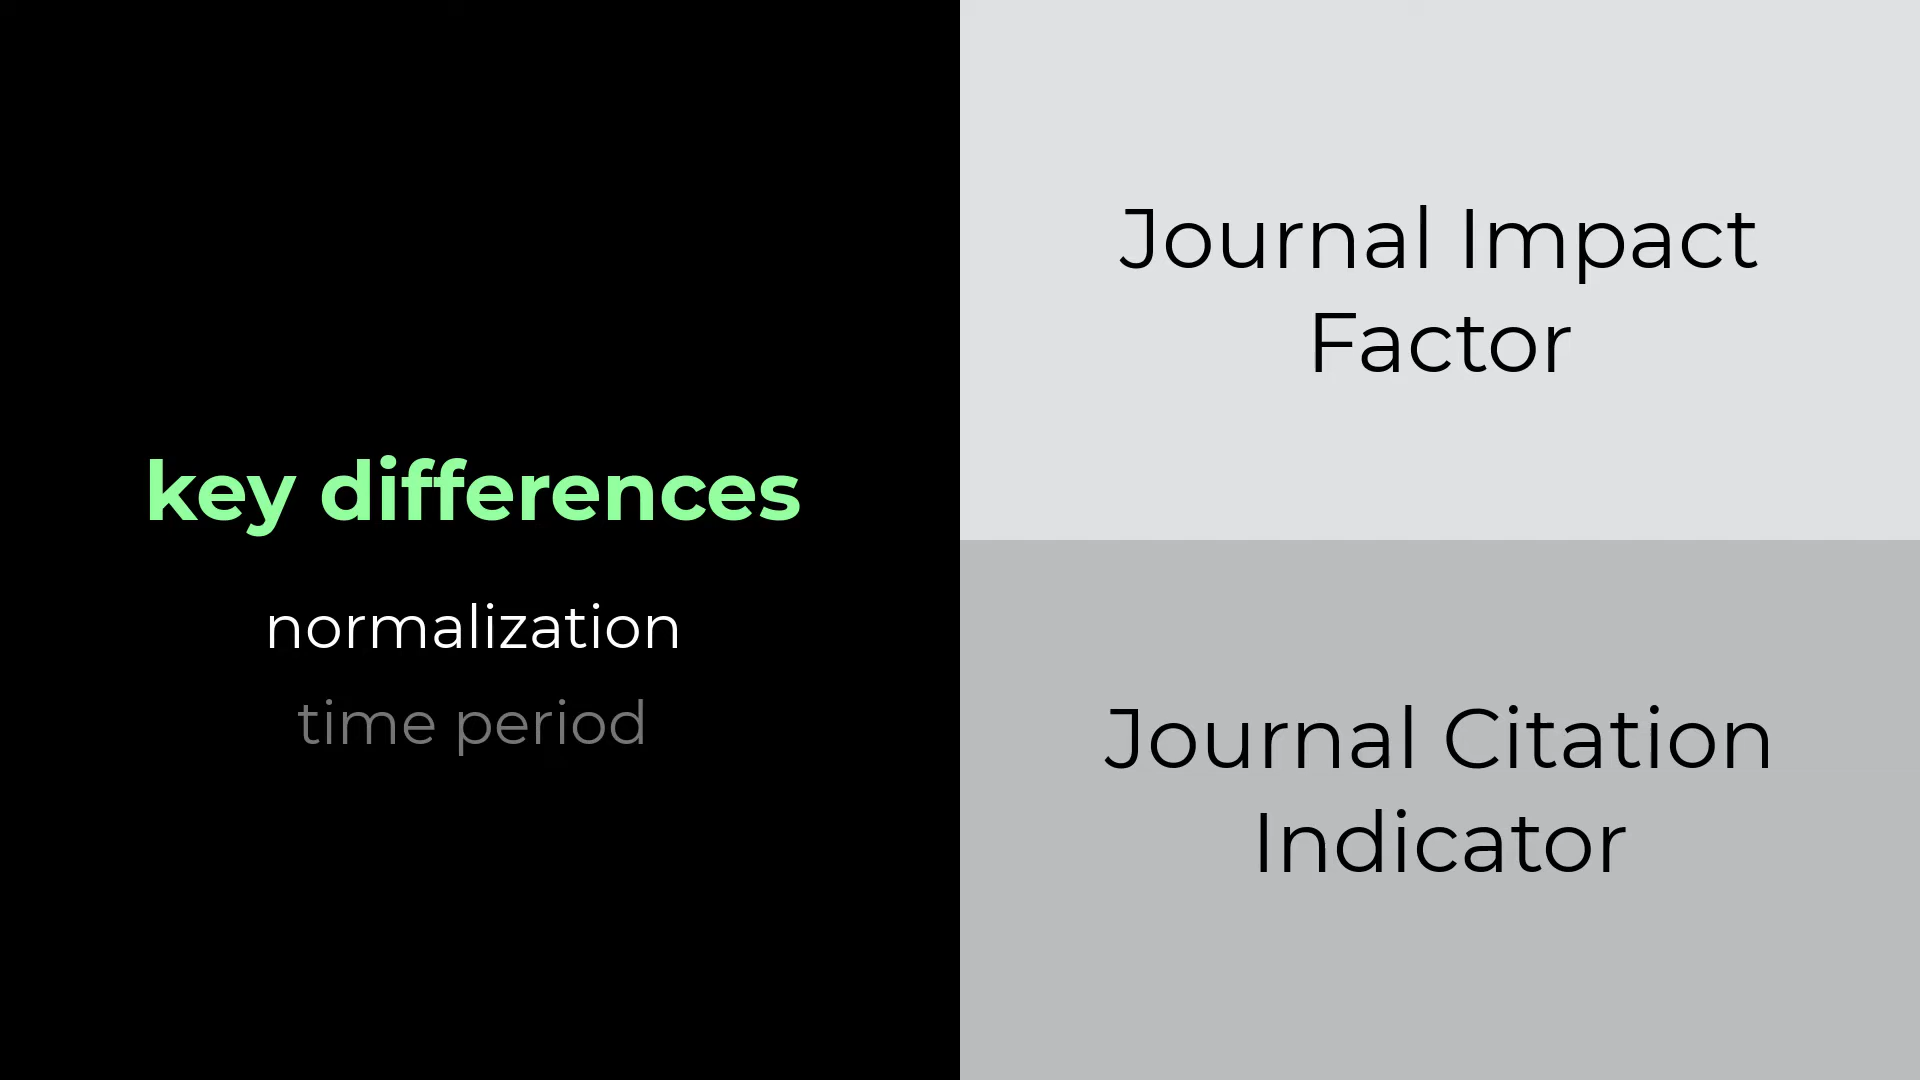 key differences
normalization
time period
Journal Impact
Factor
Journal Citation
Indicator